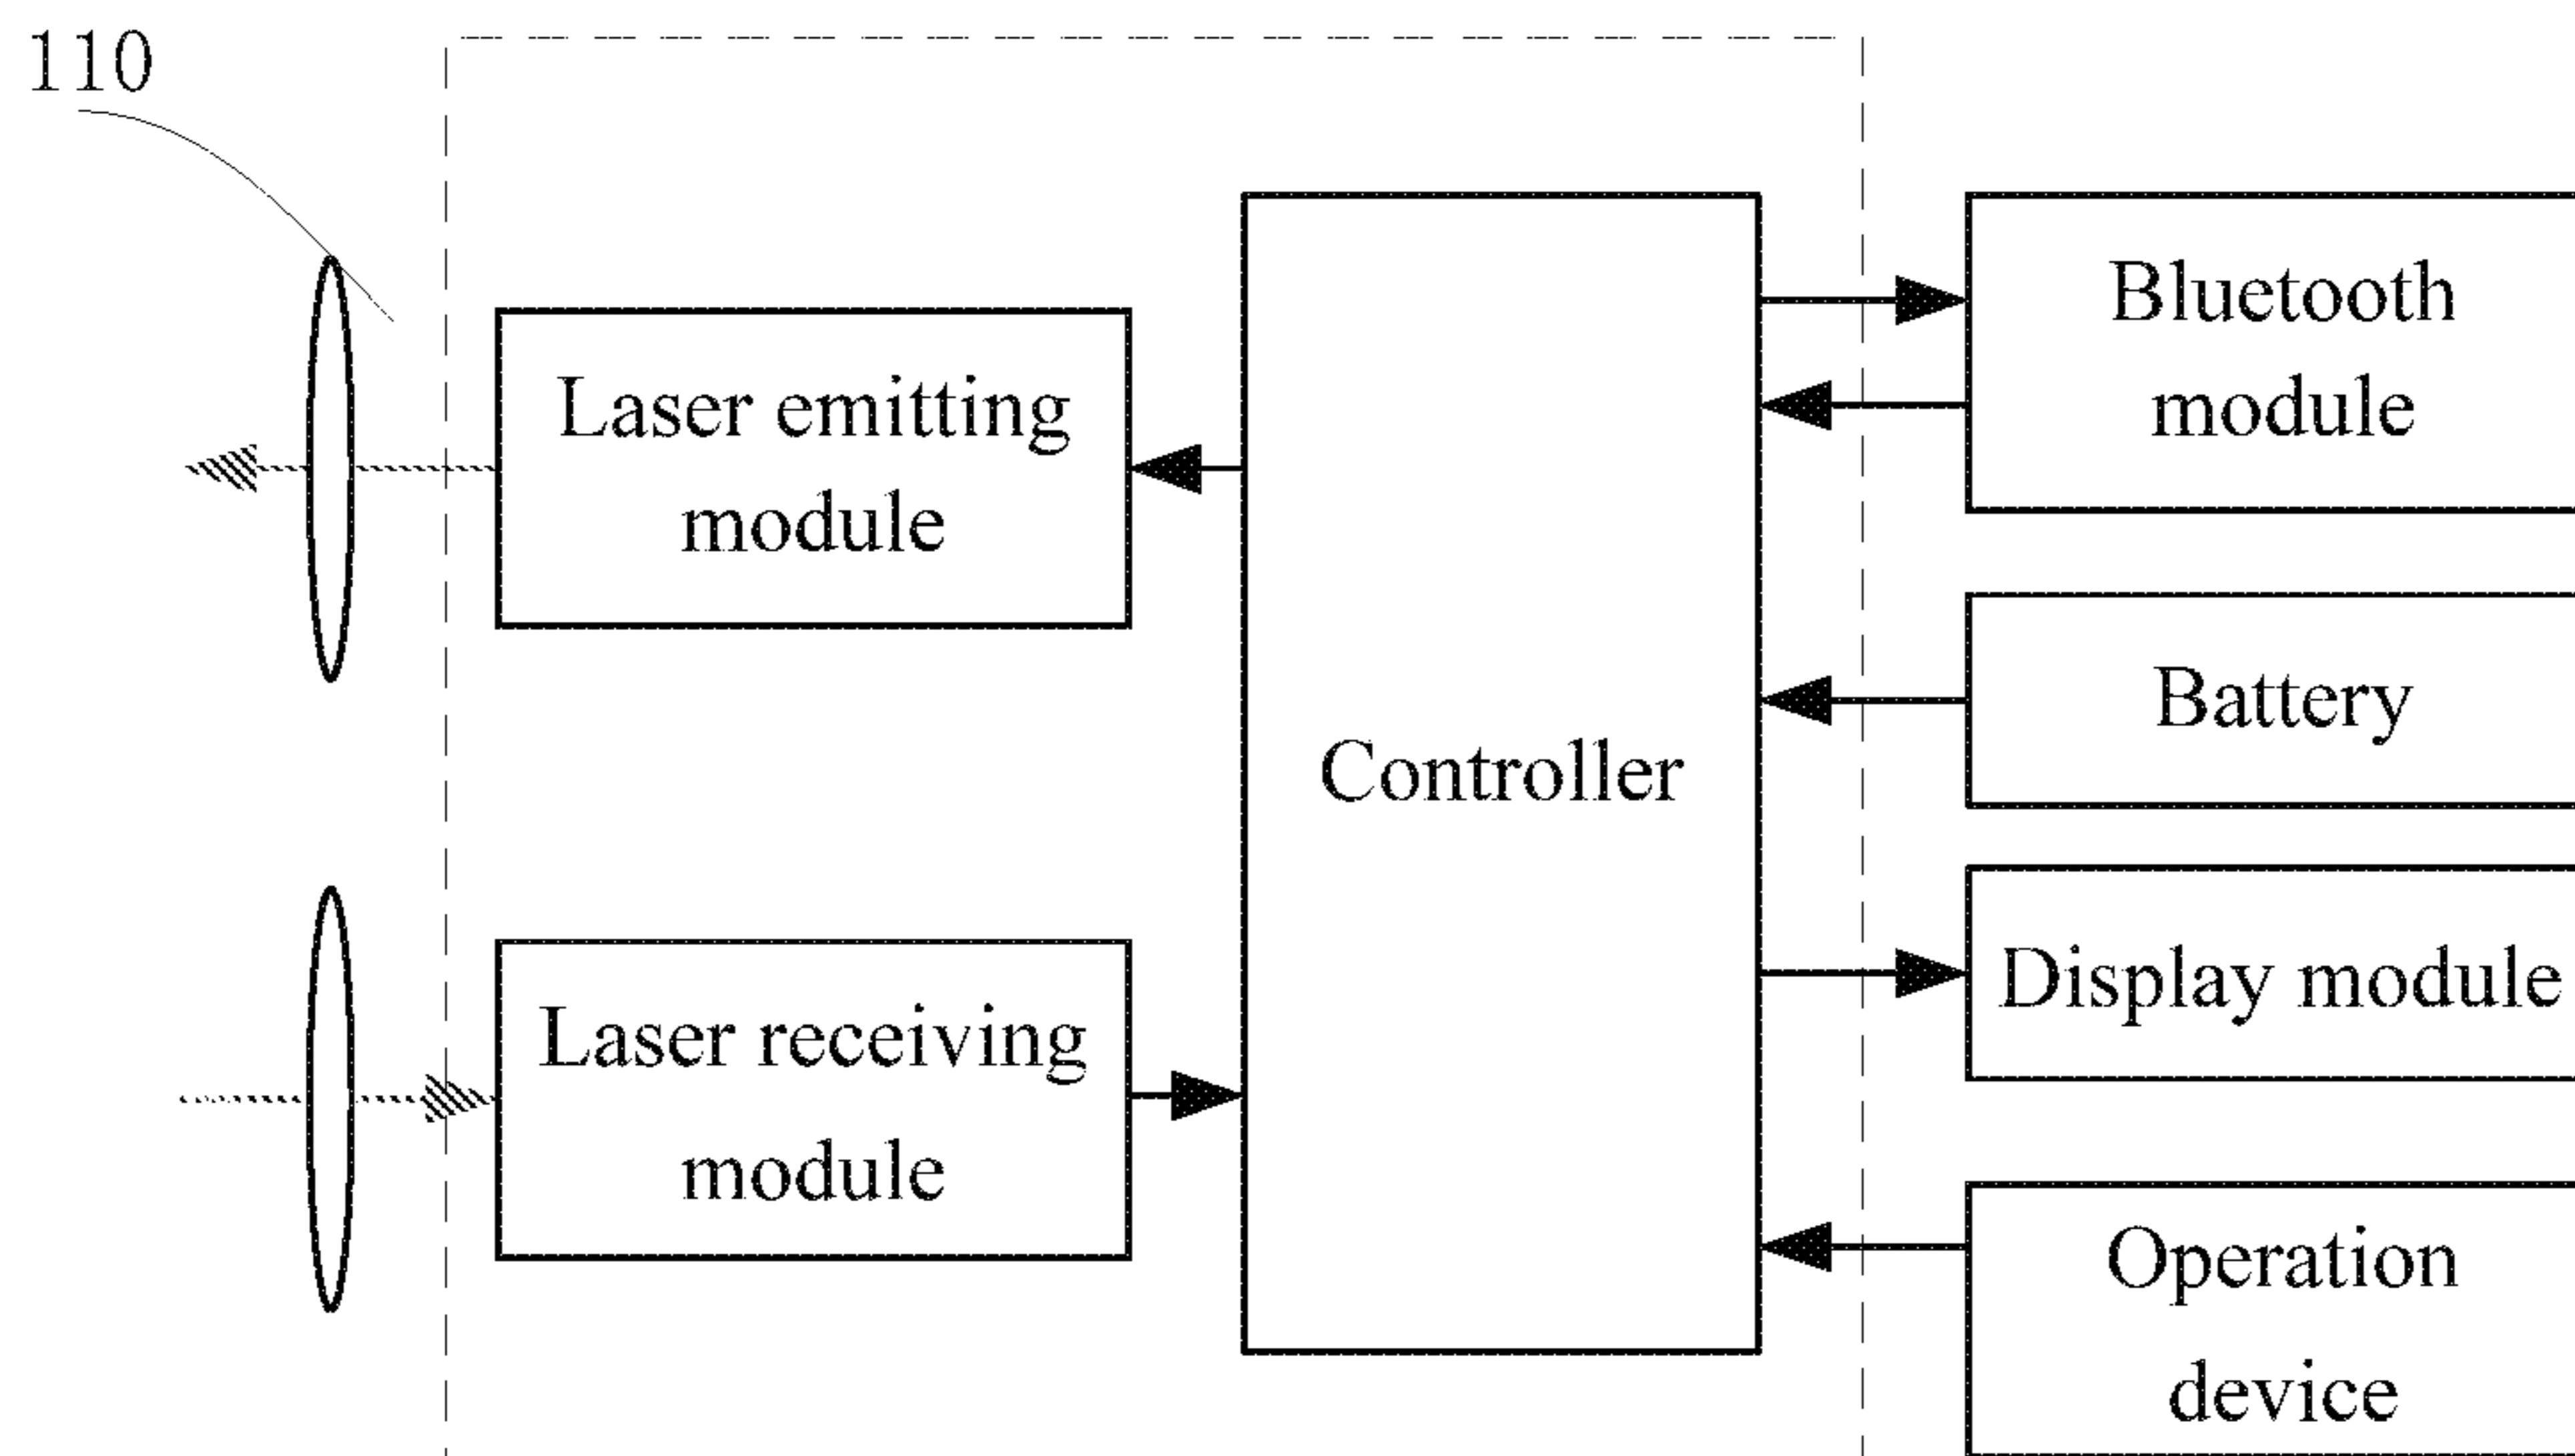 110
Laser emitting
module
Laser receiving
module
Controller
Bluetooth
module
Battery
Display module
Operation
device